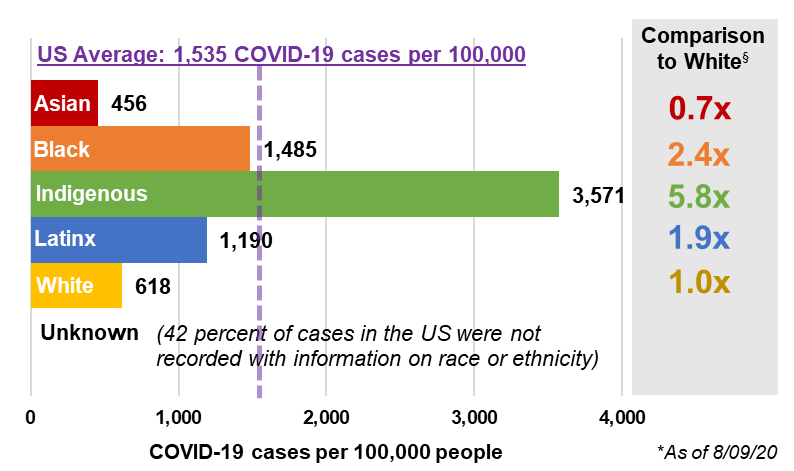 US Average: 1,535 COVID-19 cases per 100,000
Comparison
to White§
Asian 456 0.7x
Black 1,485 2.4x
Indigenous 3,571 5.8x
Latinx 1,190 1.9x
White 618 1.0x
Unknown (42 percent of cases in the US were not
recorded with information on race or ethnicity)
0 1,000 2,000 3,000 4,000
COVID-19 cases per 100,000 people
*As of 8/09/20